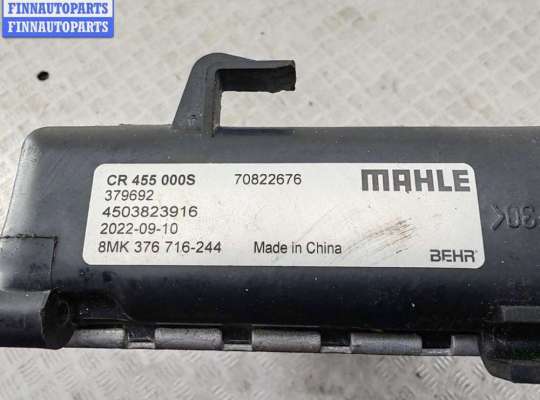 FINNAUTOPARTS
FINNAUTOPARTS
CR 455 000S 70822676 MAHLE
379692
4503823916
2022-09-10
8MK 376 716-244 Made in China BEHR